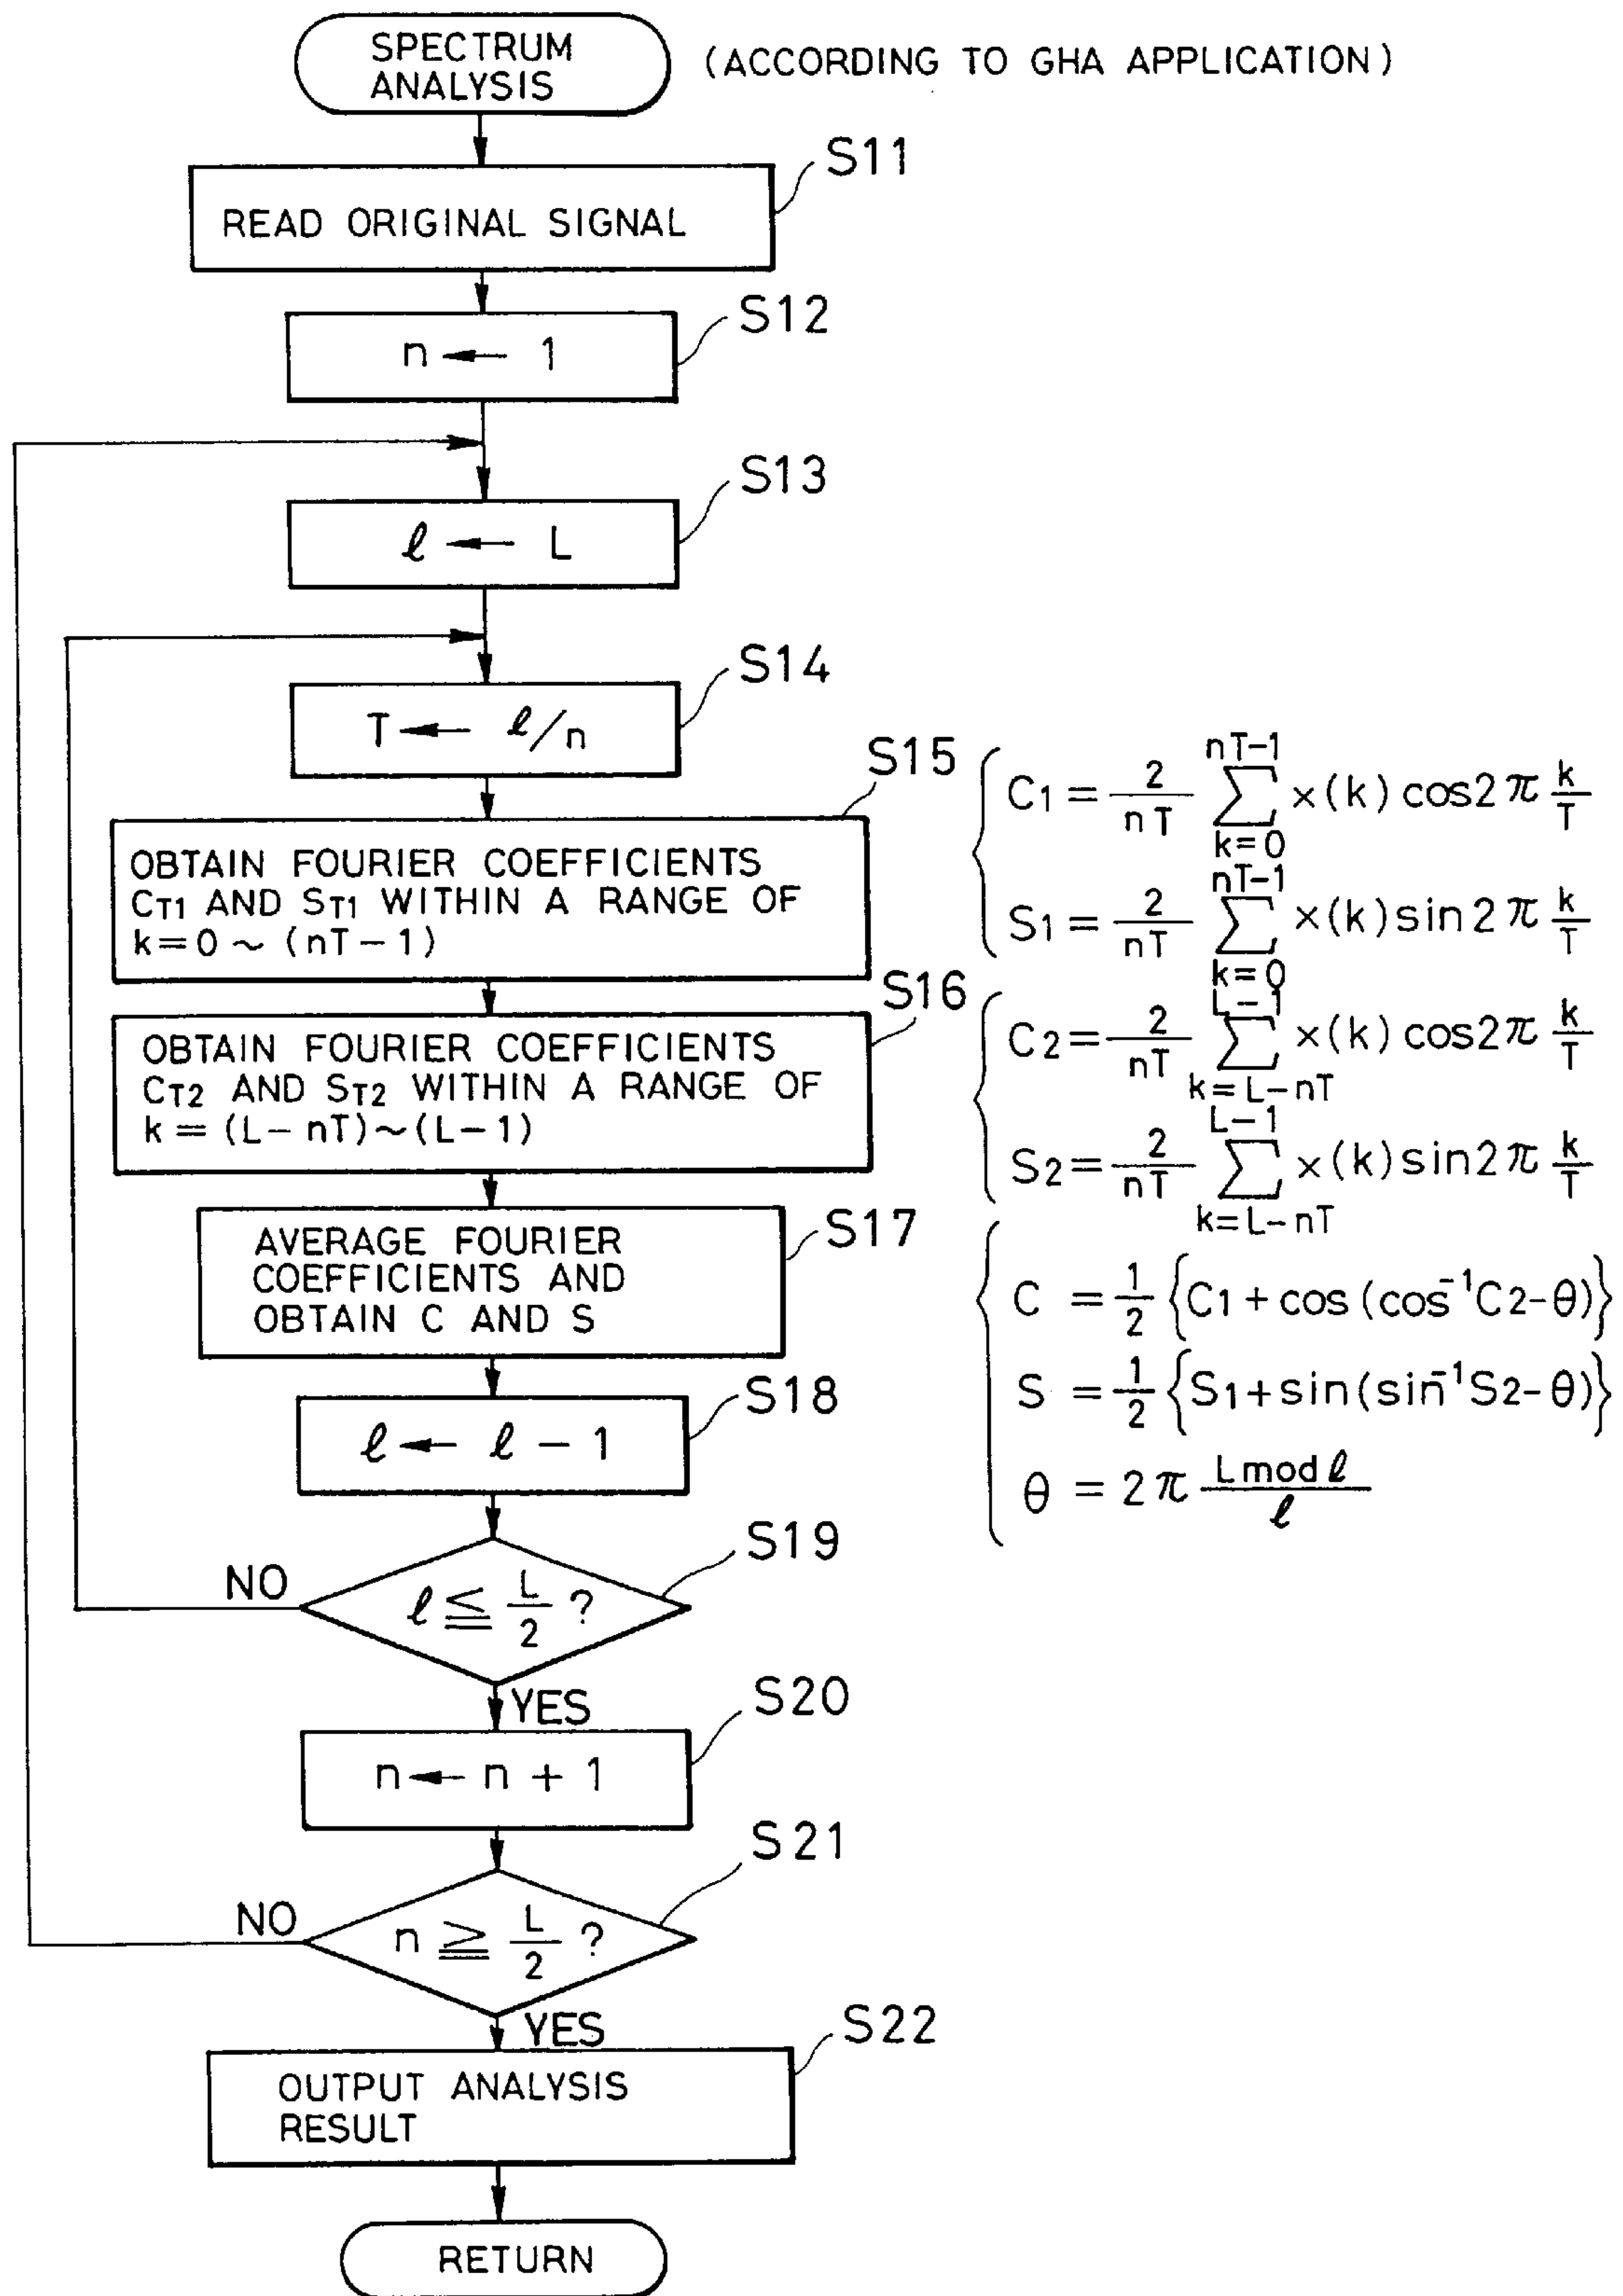 SPECTRUM
ANALYSIS
(ACCORDING TO GHA APPLICATION)
S11
READ ORIGINAL SIGNAL
S12
n ← 1
S13
ℓ ← L
S14
T ← ℓ/n
S15
OBTAIN FOURIER COEFFICIENTS
CT1 AND ST1 WITHIN A RANGE OF
k=0 ~ (nT-1)
C1 = 2/nT nT-1 ∑ k=0 x(k) cos2π k/T
S1 = 2/nT nT-1 ∑ k=0 x(k) sin2π k/T
S16
OBTAIN FOURIER COEFFICIENTS
CT2 AND ST2 WITHIN A RANGE OF
k = (L-nT)~(L-1)
C2 = 2/nT L-1 ∑ k=L-nT x(k) cos2π k/T
S2 = 2/nT L-1 ∑ k=L-nT x(k) sin2π k/T
S17
AVERAGE FOURIER
COEFFICIENTS AND
OBTAIN C AND S
C = 1/2 {C1 + cos (cos⁻¹C2-θ)}
S = 1/2 {S1 + sin(sin⁻¹S2-θ)}
θ = 2π L mod ℓ/ℓ
S18
ℓ ← ℓ - 1
S19
ℓ ≦ L/2 ?
NO
YES
S20
n ← n + 1
S21
n ≧ L/2 ?
NO
YES
S22
OUTPUT ANALYSIS
RESULT
RETURN